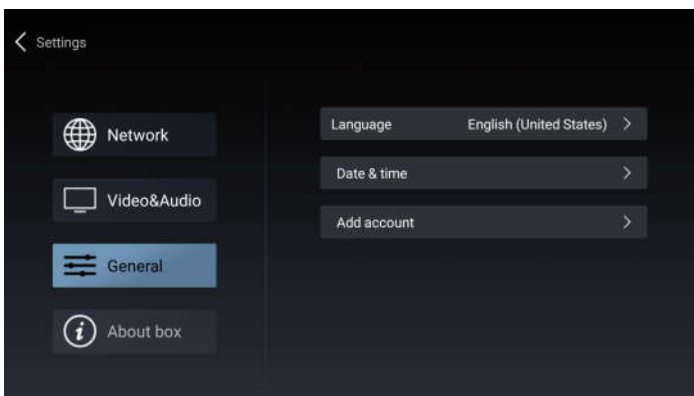 Settings
Network
Video&Audio
General
About box
Language English (United States)
Date & time
Add account